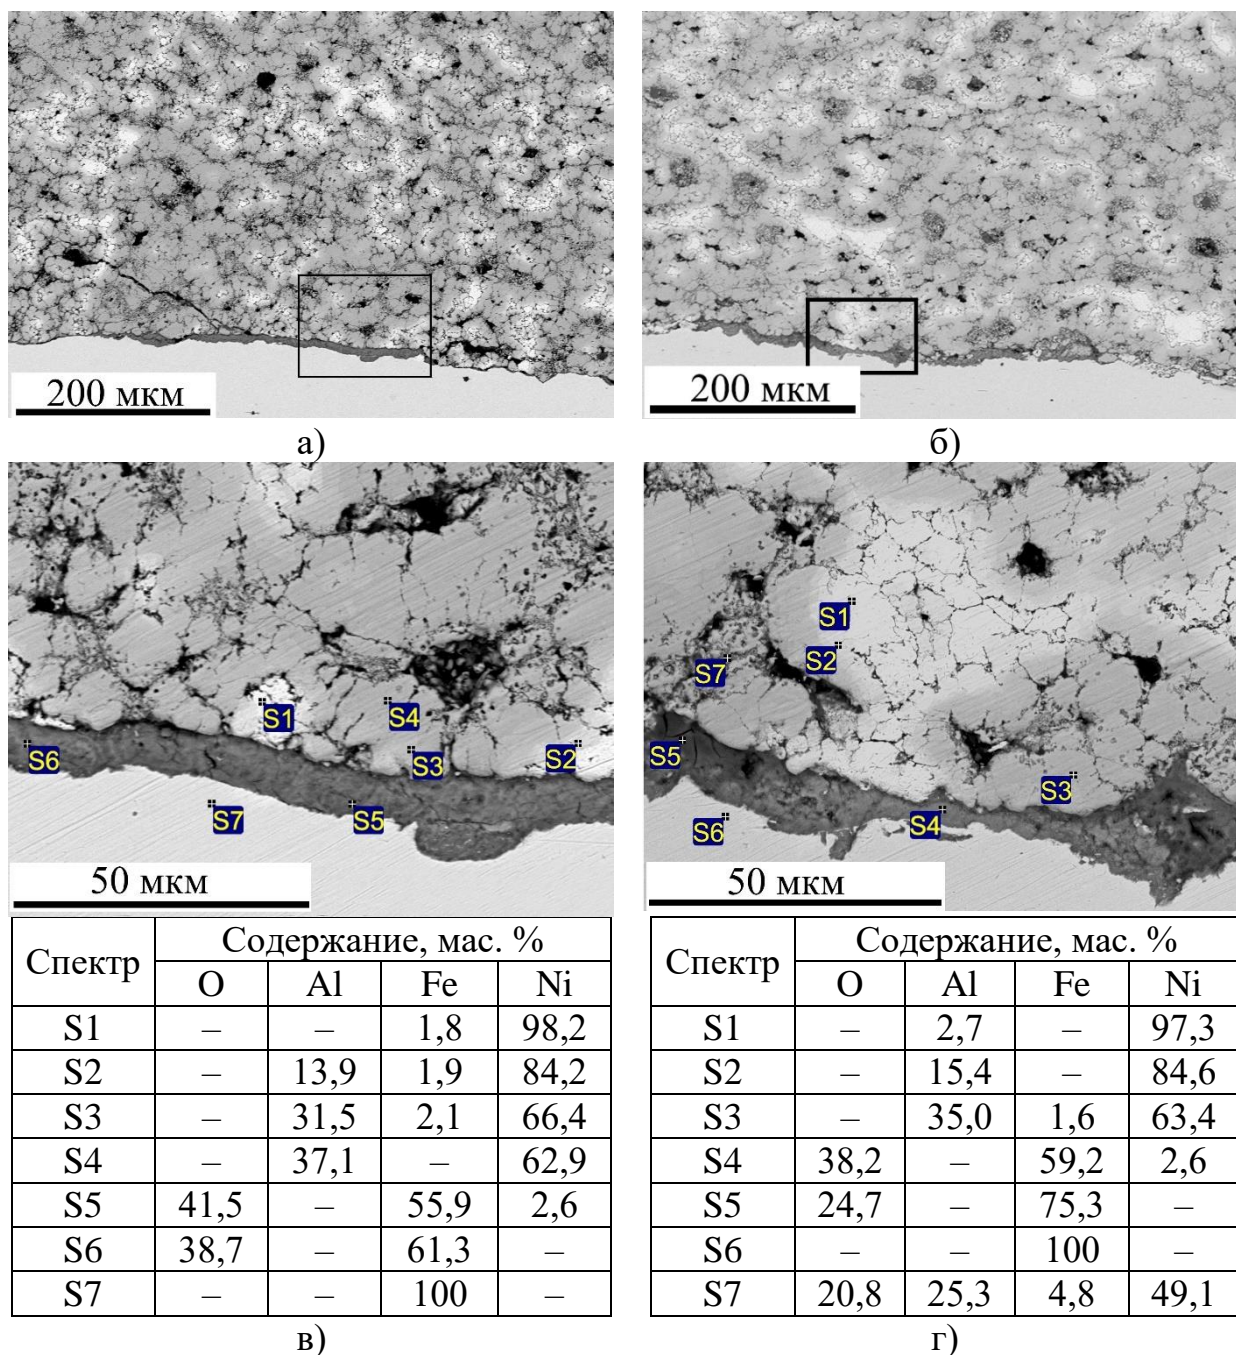 200 мкм
200 мкм
а)
б)
S1
S4
S6
S3
S2
S7
S5
50 мкм
S1
S2
S7
S5
S3
S4
S6
50 мкм
Спектр Содержание, мас. %
O Al Fe Ni
S1 – – 1,8 98,2
S2 – 13,9 1,9 84,2
S3 – 31,5 2,1 66,4
S4 – 37,1 – 62,9
S5 41,5 – 55,9 2,6
S6 38,7 – 61,3 –
S7 – – 100 –
в)
Спектр Содержание, мас. %
O Al Fe Ni
S1 – 2,7 – 97,3
S2 – 15,4 – 84,6
S3 – 35,0 1,6 63,4
S4 38,2 – 59,2 2,6
S5 24,7 – 75,3 –
S6 – – 100 –
S7 20,8 25,3 4,8 49,1
г)